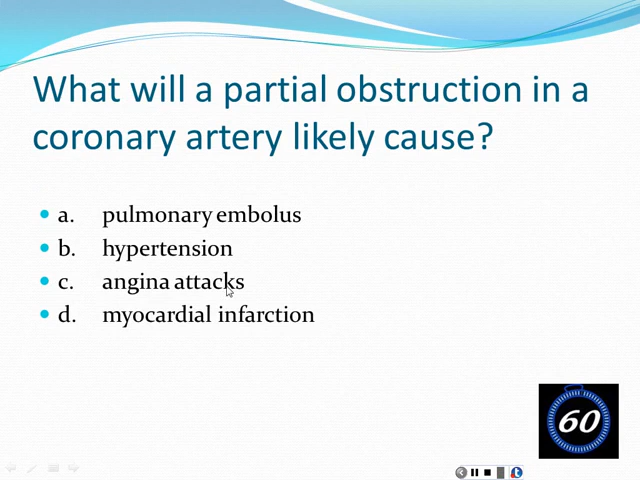 What will a partial obstruction in a
coronary artery likely cause?
a. pulmonary embolus
b. hypertension
c. angina attacks
d. myocardial infarction
60